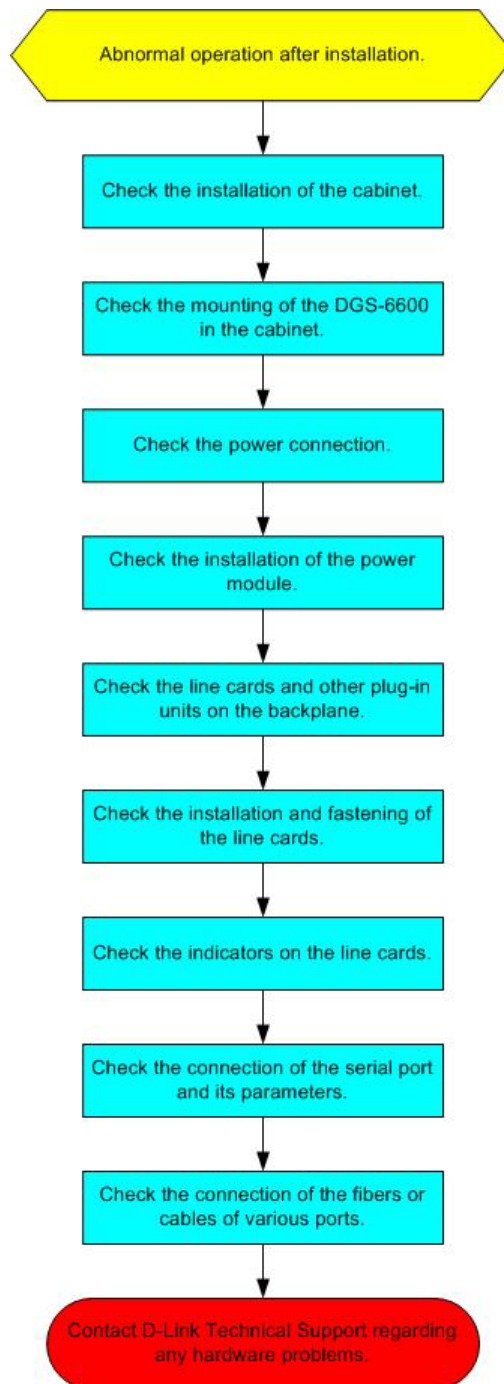 Abnormal operation after installation.
Check the installation of the cabinet.
Check the mounting of the DGS-6600
in the cabinet.
Check the power connection.
Check the installation of the power
module.
Check the line cards and other plug-in
units on the backplane.
Check the installation and fastening of
the line cards.
Check the indicators on the line cards.
Check the connection of the serial port
and its parameters.
Check the connection of the fibers or
cables of various ports.
Contact D-Link Technical Support regarding
any hardware problems.